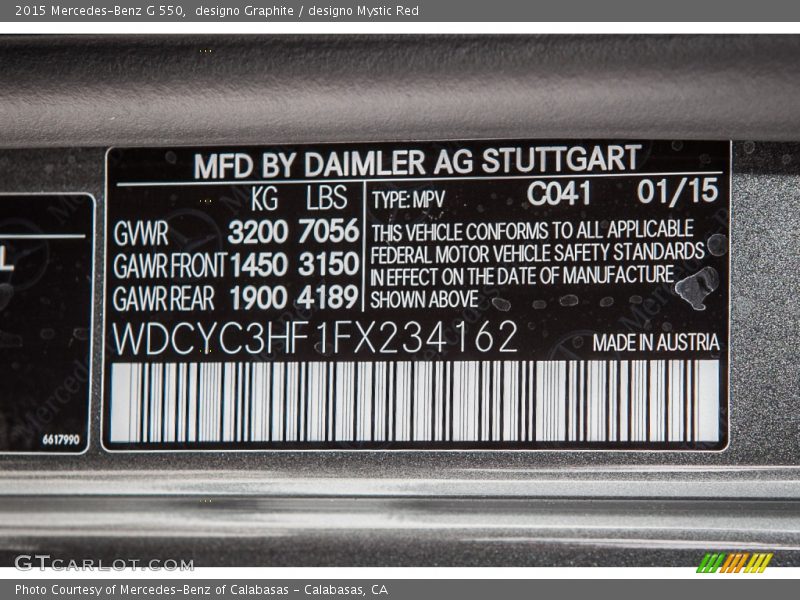 2015 Mercedes-Benz G 550, designo Graphite / designo Mystic Red
MFD BY DAIMLER AG STUTTGART
KG LBS
GVWR 3200 7056
GAWR FRONT 1450 3150
GAWR REAR 1900 4189
TYPE: MPV C041 01/15
THIS VEHICLE CONFORMS TO ALL APPLICABLE
FEDERAL MOTOR VEHICLE SAFETY STANDARDS
IN EFFECT ON THE DATE OF MANUFACTURE
SHOWN ABOVE
WDCYC3HF1FX234162 MADE IN AUSTRIA
L
6617990
GTCARLOT.COM
Photo Courtesy of Mercedes-Benz of Calabasas - Calabasas, CA